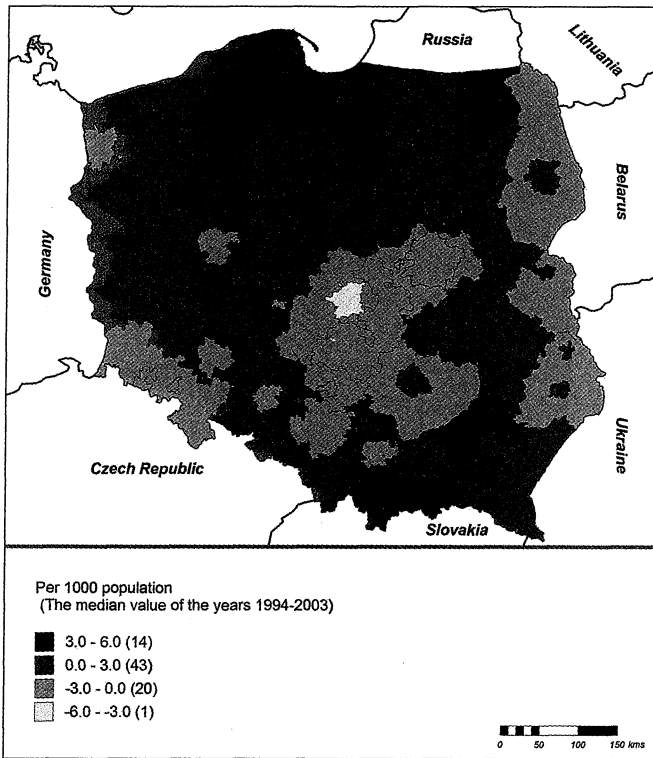 Russia
Lithuania
Belarus
Germany
Ukraine
Czech Republic
Slovakia
Per 1000 population
(The median value of the years 1994-2003)
3.0 - 6.0 (14)
0.0 - 3.0 (43)
-3.0 - 0.0 (20)
-6.0 - -3.0 (1)
0 50 100 150 kms